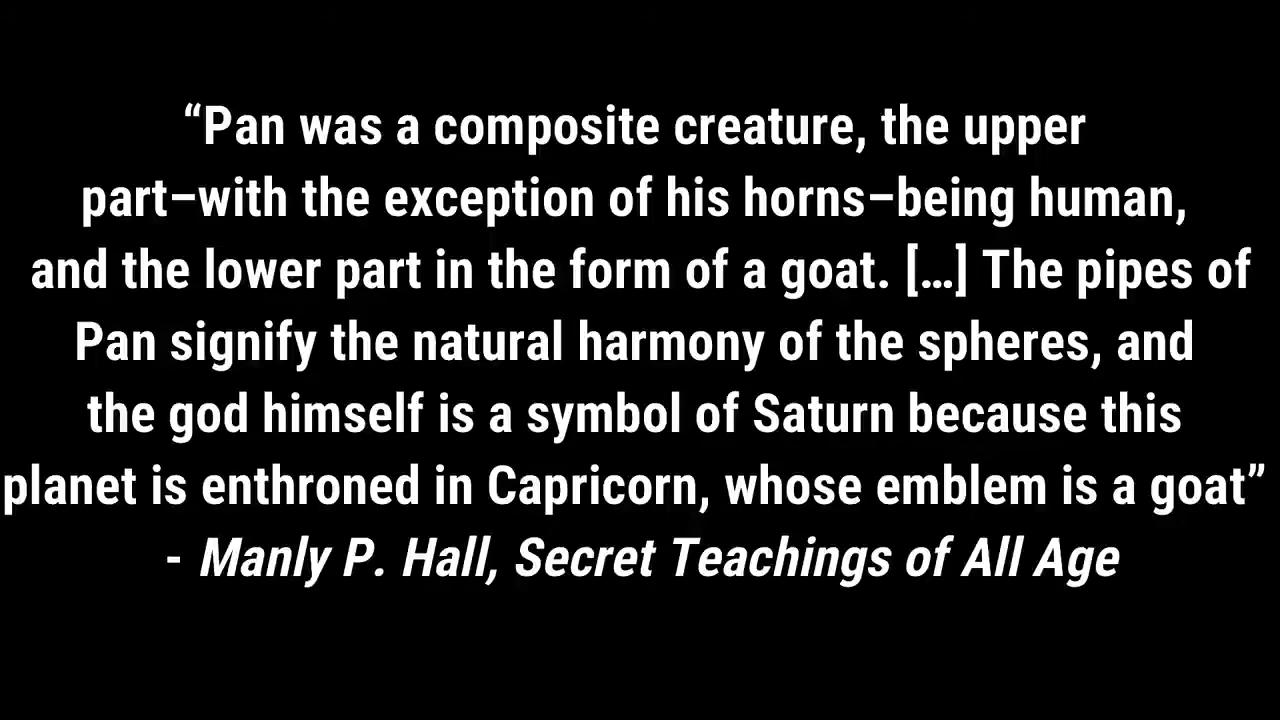 “Pan was a composite creature, the upper
part–with the exception of his horns–being human,
and the lower part in the form of a goat. [...] The pipes of
Pan signify the natural harmony of the spheres, and
the god himself is a symbol of Saturn because this
planet is enthroned in Capricorn, whose emblem is a goat”
- Manly P. Hall, Secret Teachings of All Age